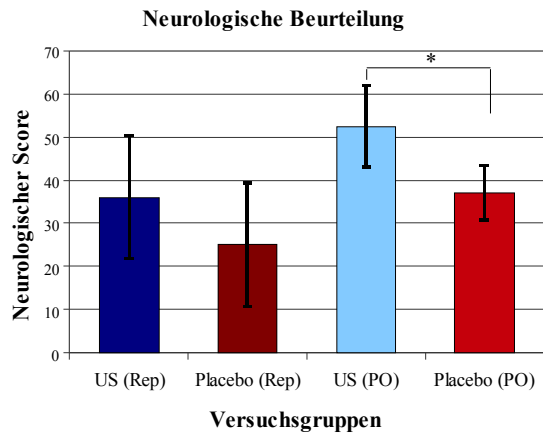 Neurologische Beurteilung
70
60
50
40
30
20
10
0
Neurologischer Score
*
US (Rep) Placebo (Rep) US (PO) Placebo (PO)
Versuchsgruppen